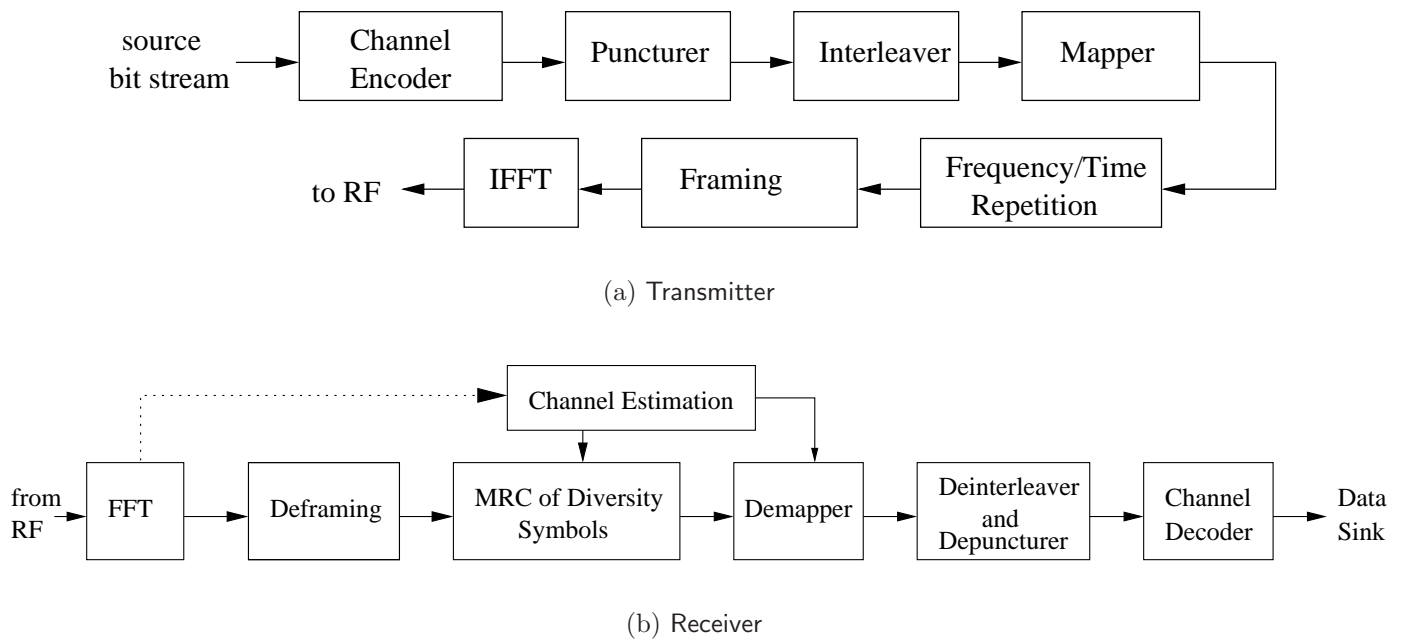 source
bit stream
Channel
Encoder
Puncturer
Interleaver
Mapper
to RF
IFFT
Framing
Frequency/Time
Repetition
(a) Transmitter
Channel Estimation
from
RF
FFT
Deframing
MRC of Diversity
Symbols
Demapper
Deinterleaver
and
Depuncturer
Channel
Decoder
Data
Sink
(b) Receiver